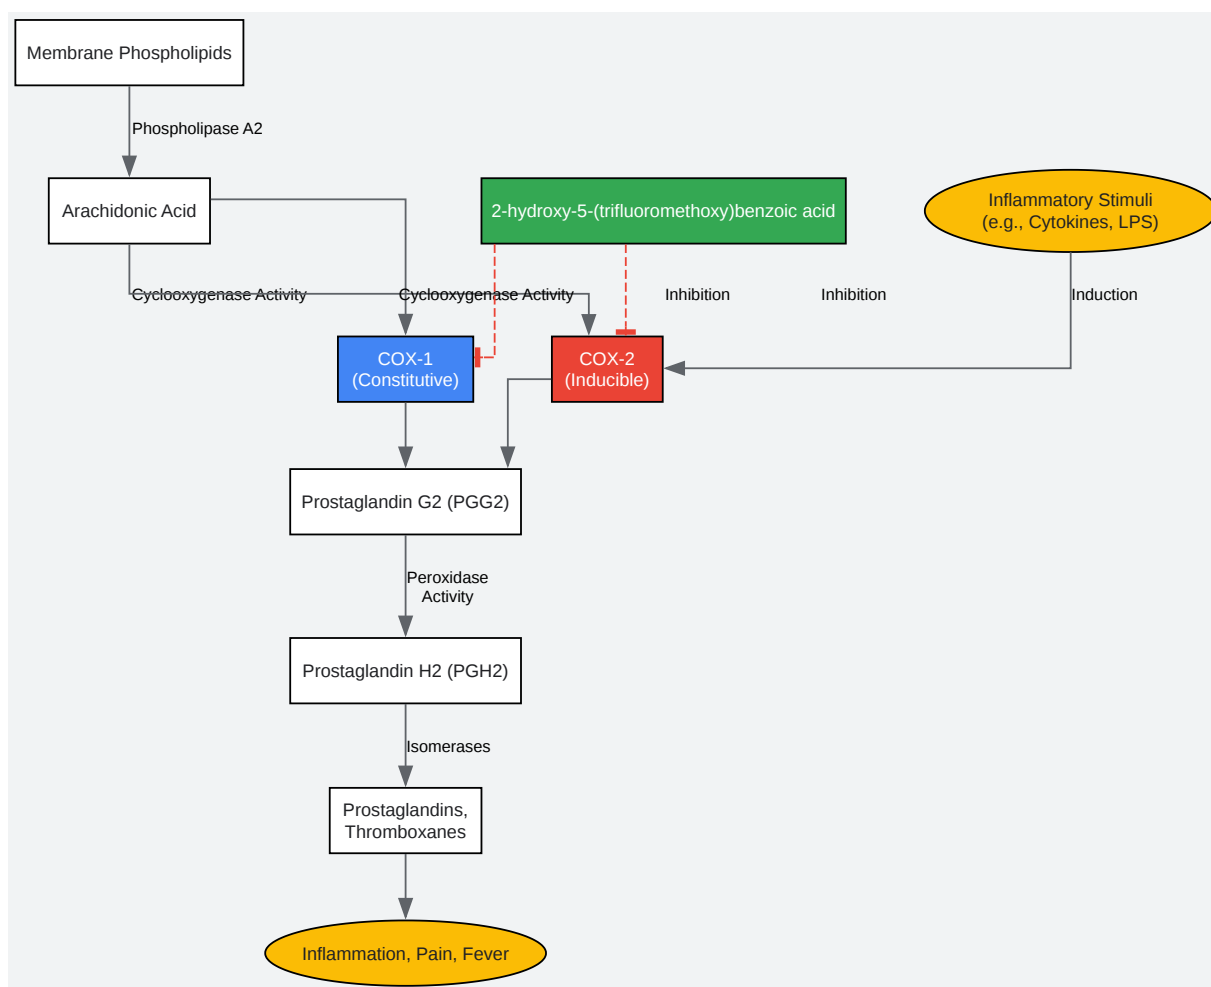 Membrane Phospholipids
Phospholipase A2
Arachidonic Acid
2-hydroxy-5-(trifluoromethoxy)benzoic acid
Inflammatory Stimuli
(e.g., Cytokines, LPS)
Cyclooxygenase Activity
Cyclooxygenase Activity
Inhibition
Inhibition
Induction
COX-1
(Constitutive)
COX-2
(Inducible)
Prostaglandin G2 (PGG2)
Peroxidase
Activity
Prostaglandin H2 (PGH2)
Isomerases
Prostaglandins,
Thromboxanes
Inflammation, Pain, Fever